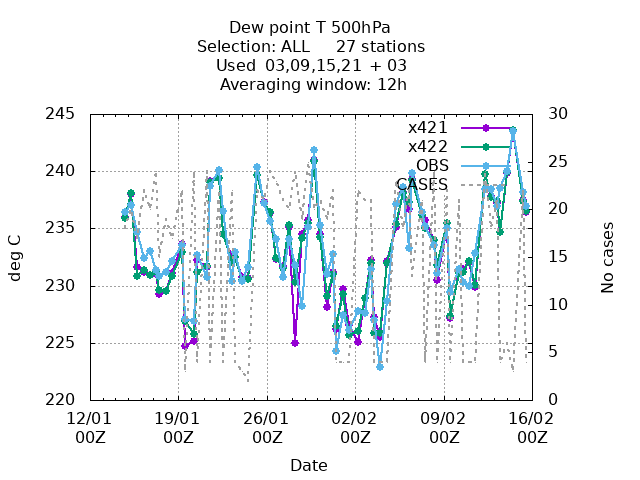 Dew point T 500hPa
Selection: ALL     27 stations
Used  03,09,15,21 + 03
Averaging window: 12h
245
240
235
230
225
220
30
25
20
15
10
5
0
x421
x422
OBS
CASES
deg C
No cases
12/01
00Z
19/01
00Z
26/01
00Z
02/02
00Z
09/02
00Z
16/02
00Z
Date